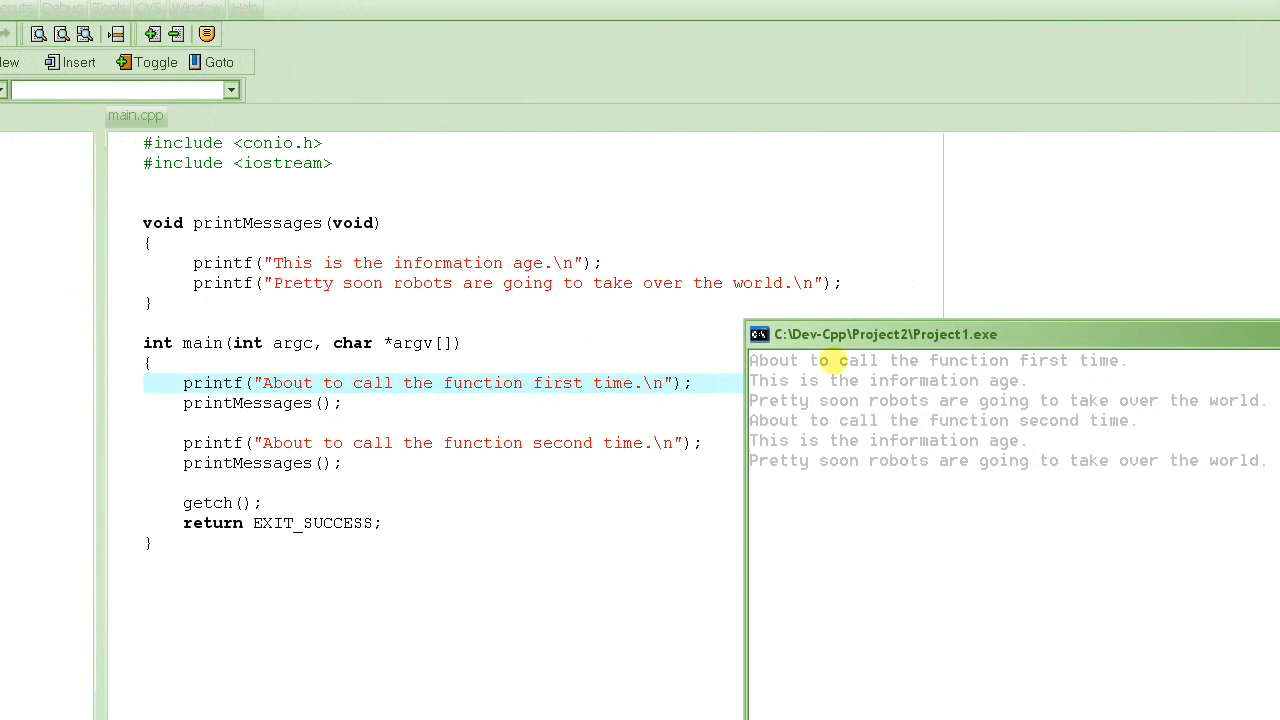 Debug Tools CVS Window Help
Insert Toggle Goto
main.cpp
#include <conio.h>
#include <iostream>
void printMessages(void)
{
printf("This is the information age.\n");
printf("Pretty soon robots are going to take over the world.\n");
}
int main(int argc, char *argv[])
{
printf("About to call the function first time.\n");
printMessages();
printf("About to call the function second time.\n");
printMessages();
getch();
return EXIT_SUCCESS;
}
C:\Dev-Cpp\Project2\Project1.exe
About to call the function first time.
This is the information age.
Pretty soon robots are going to take over the world.
About to call the function second time.
This is the information age.
Pretty soon robots are going to take over the world.